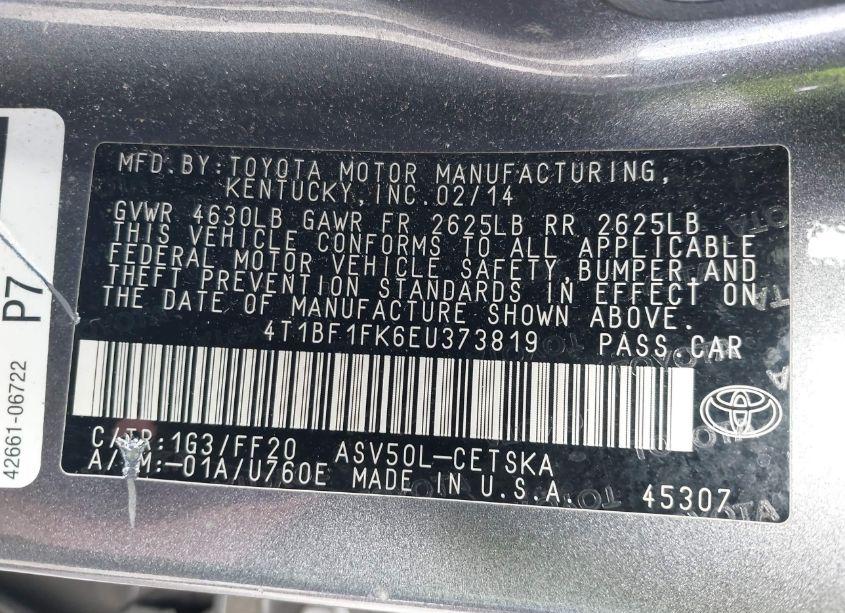 MFD.BY:TOYOTA MOTOR MANUFACTURING,
KENTUCKY,INC.02/14
GVWR 4630LB GAWR FR 2625LB RR 2625LB
THIS VEHICLE CONFORMS TO ALL APPLICABLE
FEDERAL MOTOR VEHICLE SAFETY,BUMPER AND
THEFT PREVENTION STANDARDS IN EFFECT ON
THE DATE OF MANUFACTURE SHOWN ABOVE.
4T1BF1FK6EU373819 PASS CAR
C/TR:1G3/FF20 ASV50L-CETSKA
A/TM:-01A/U760E MADE IN U.S.A. 45307
P7
42661-06722